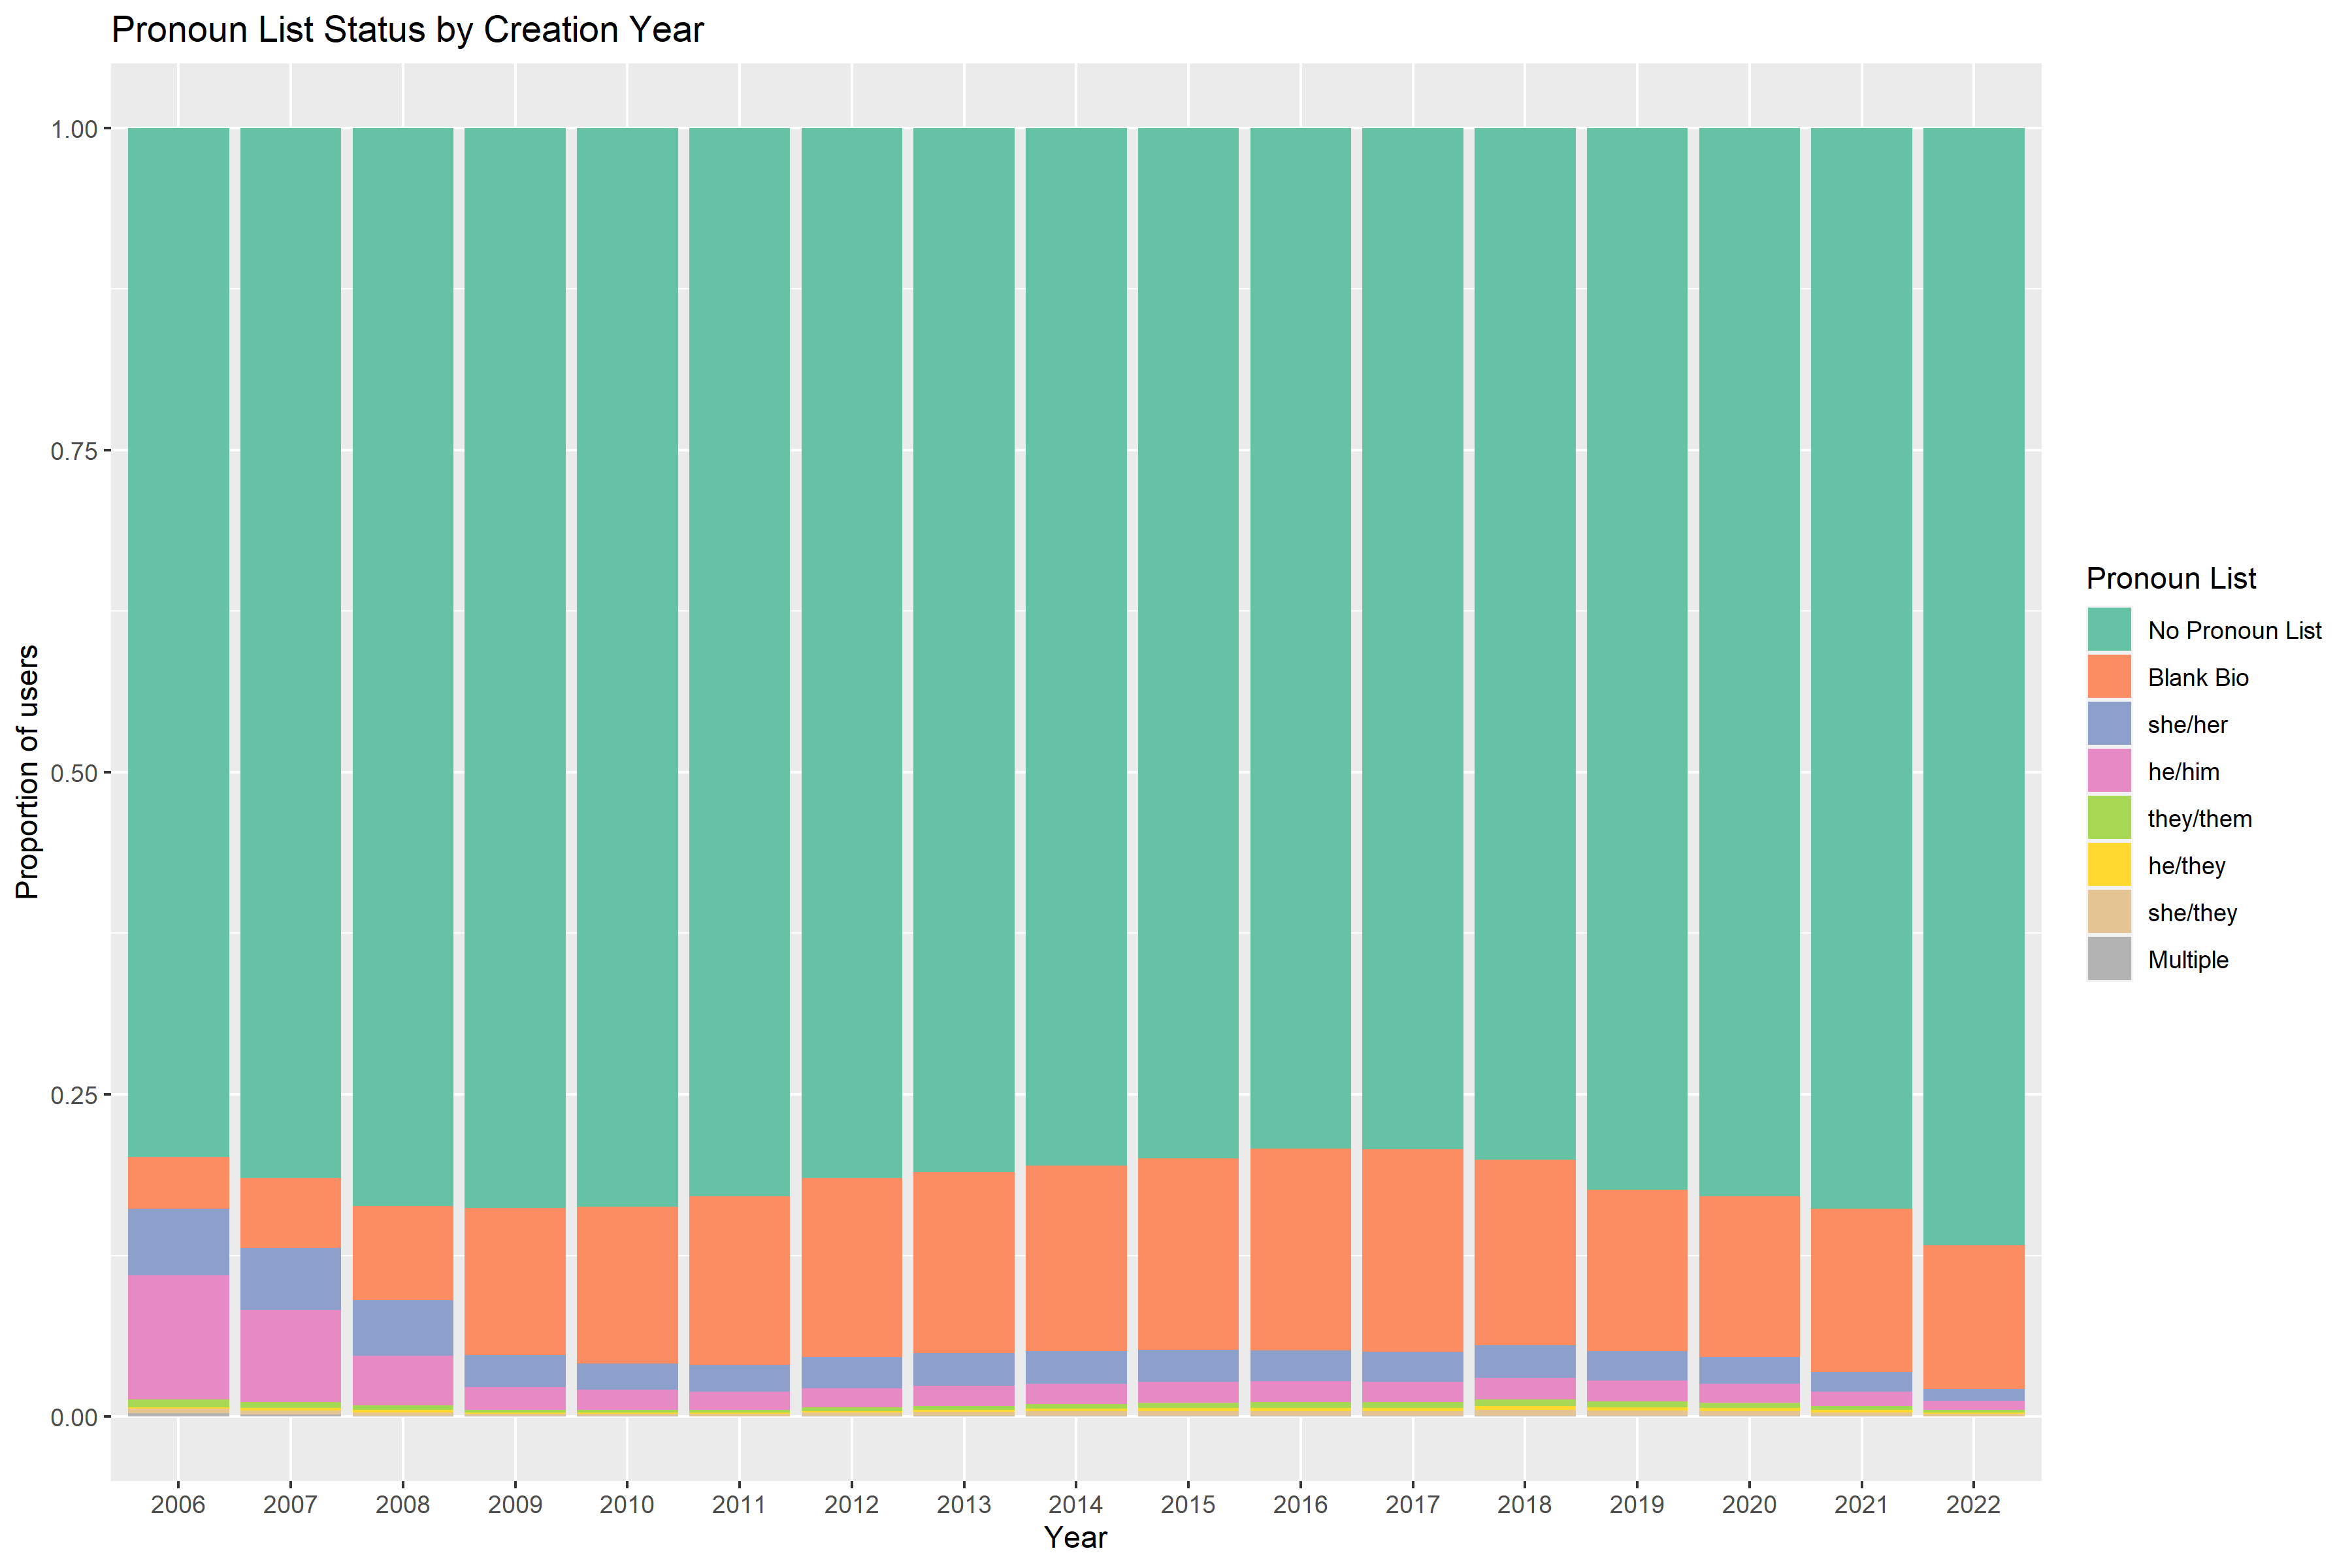 Pronoun List Status by Creation Year
1.00
0.75
0.50
0.25
0.00
Proportion of users
2006 2007 2008 2009 2010 2011 2012 2013 2014 2015 2016 2017 2018 2019 2020 2021 2022
Year
Pronoun List
No Pronoun List
Blank Bio
she/her
he/him
they/them
he/they
she/they
Multiple